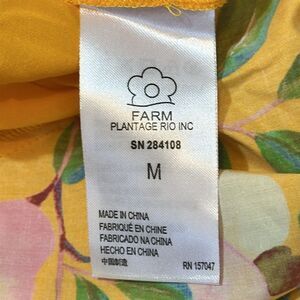 FARM
PLANTAGE RIO INC
SN 284108
M
MADE IN CHINA
FABRIQUÉ EN CHINE
FABRICADO NA CHINA
HECHO EN CHINA
中国制造
RN 157047